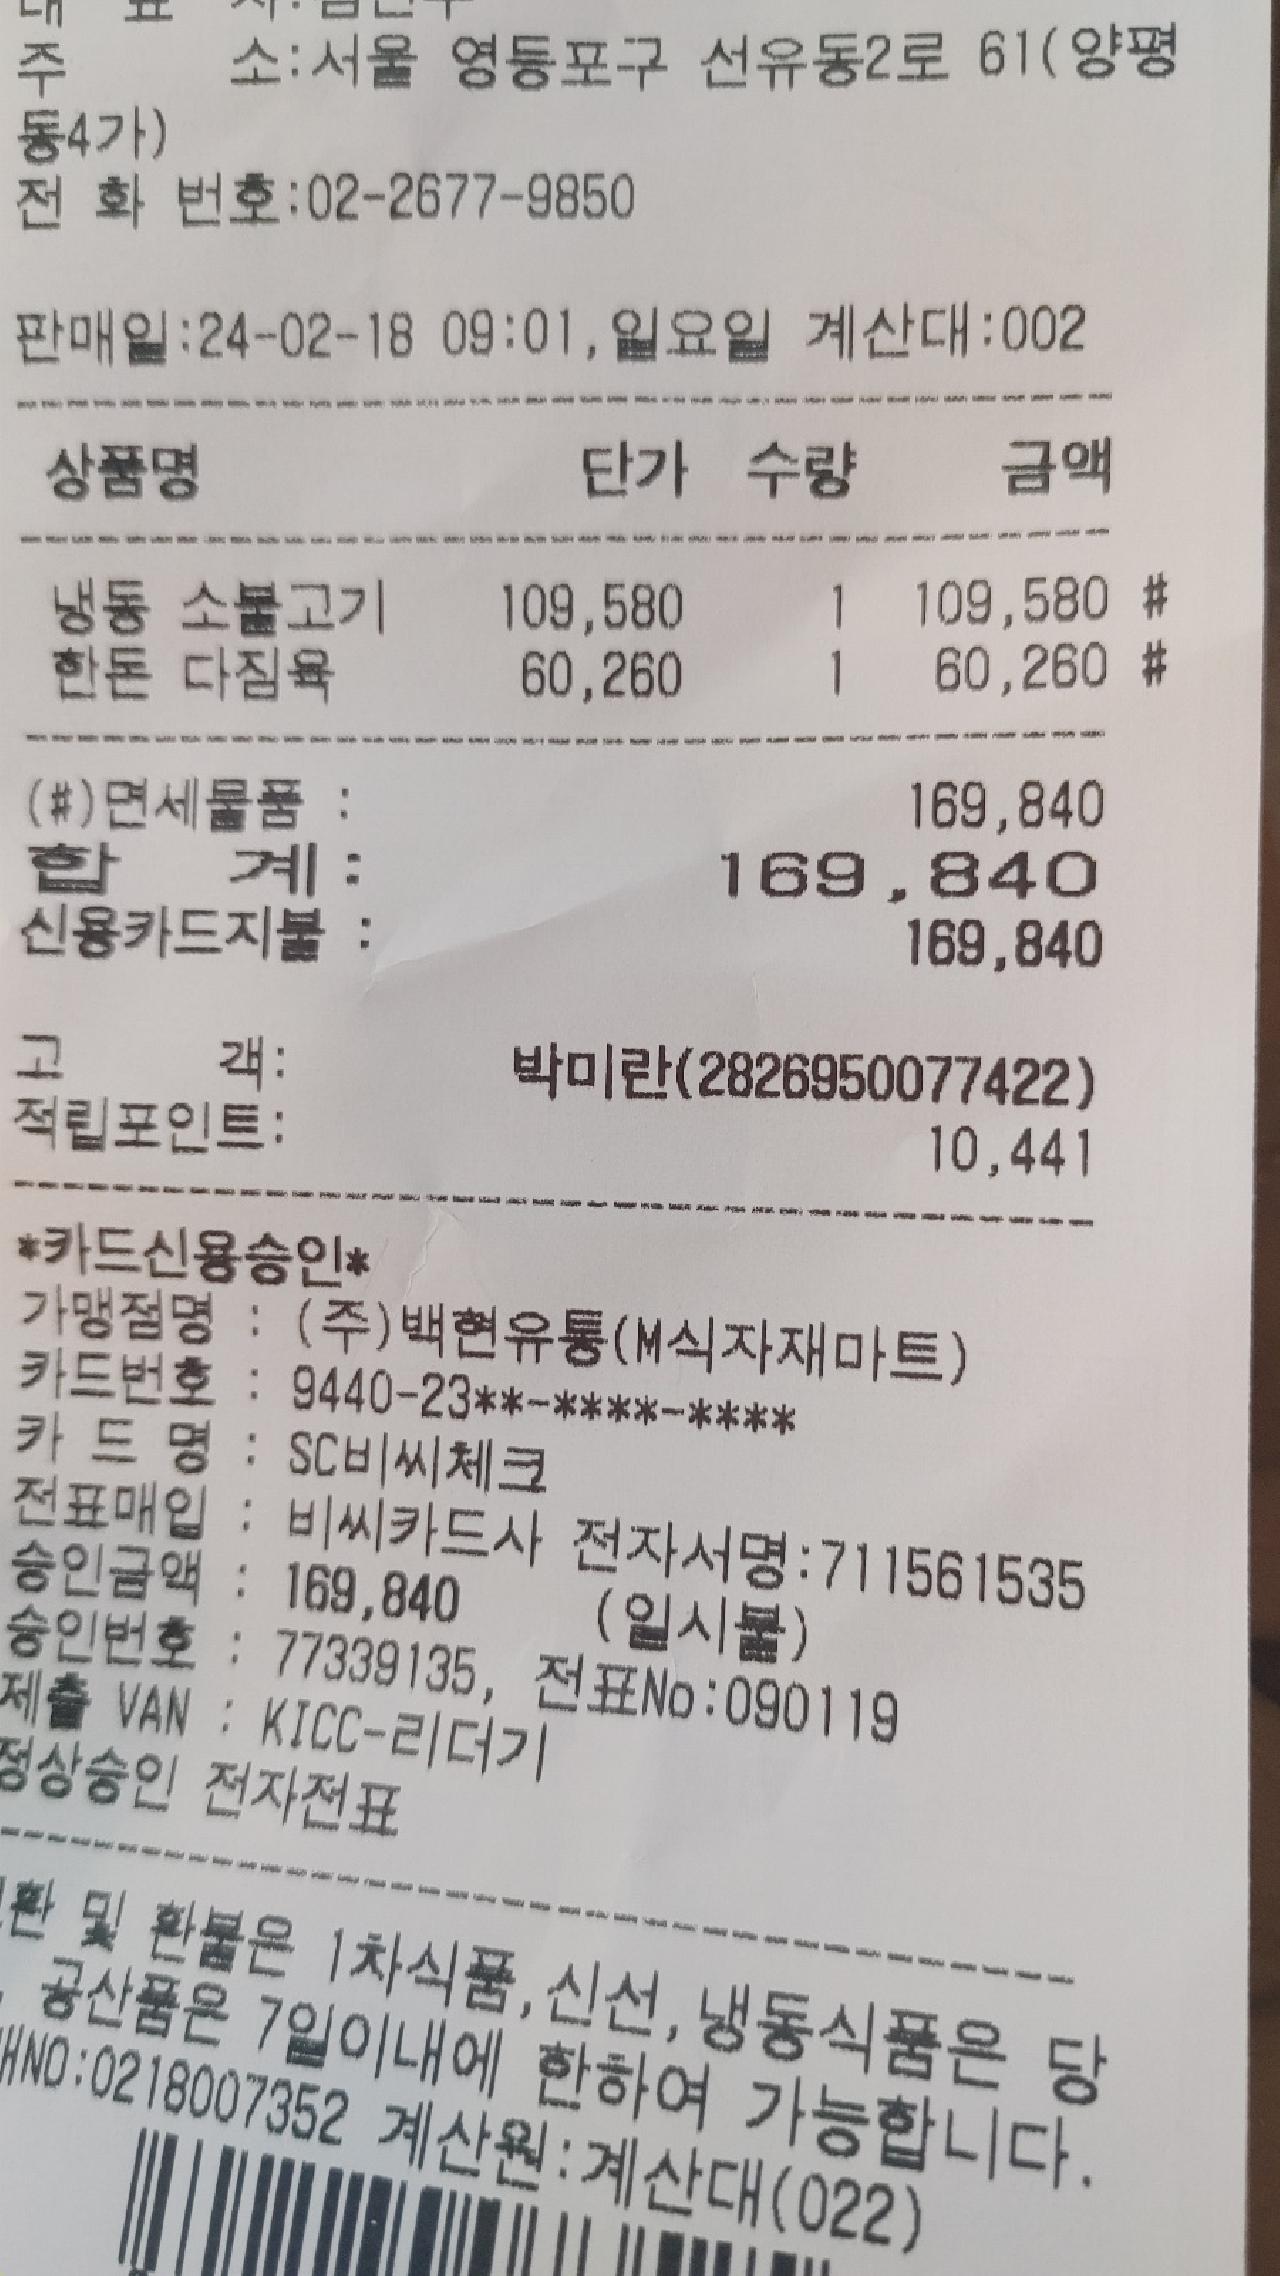 대 표 자:
주 소:서울 영등포구 선유동2로 61(양평
동4가)
전 화 번호:02-2677-9850
판매일:24-02-18 09:01,일요일 계산대:002
상품명 단가 수량 금액
냉동 소불고기 109,580 1 109,580 #
한돈 다짐육 60,260 1 60,260 #
(#)면세물품 : 169,840
합 계: 169,840
신용카드지불 : 169,840
고 객: 박미란(2826950077422)
적립포인트: 10,441
*카드신용승인*
가맹점명 : (주)백현유통(M식자재마트)
카드번호 : 9440-23**-****-****
카 드 명 : SC비씨체크
전표매입 : 비씨카드사 전자서명:711561535
승인금액 : 169,840 (일시불)
승인번호 : 77339135, 전표No:090119
제출 VAN : KICC-리더기
정상승인 전자전표
환 및 환불은 1차식품,신선,냉동식품은 당
, 공산품은 7일이내에 한하여 가능합니다.
NO:0218007352 계산원:계산대(022)